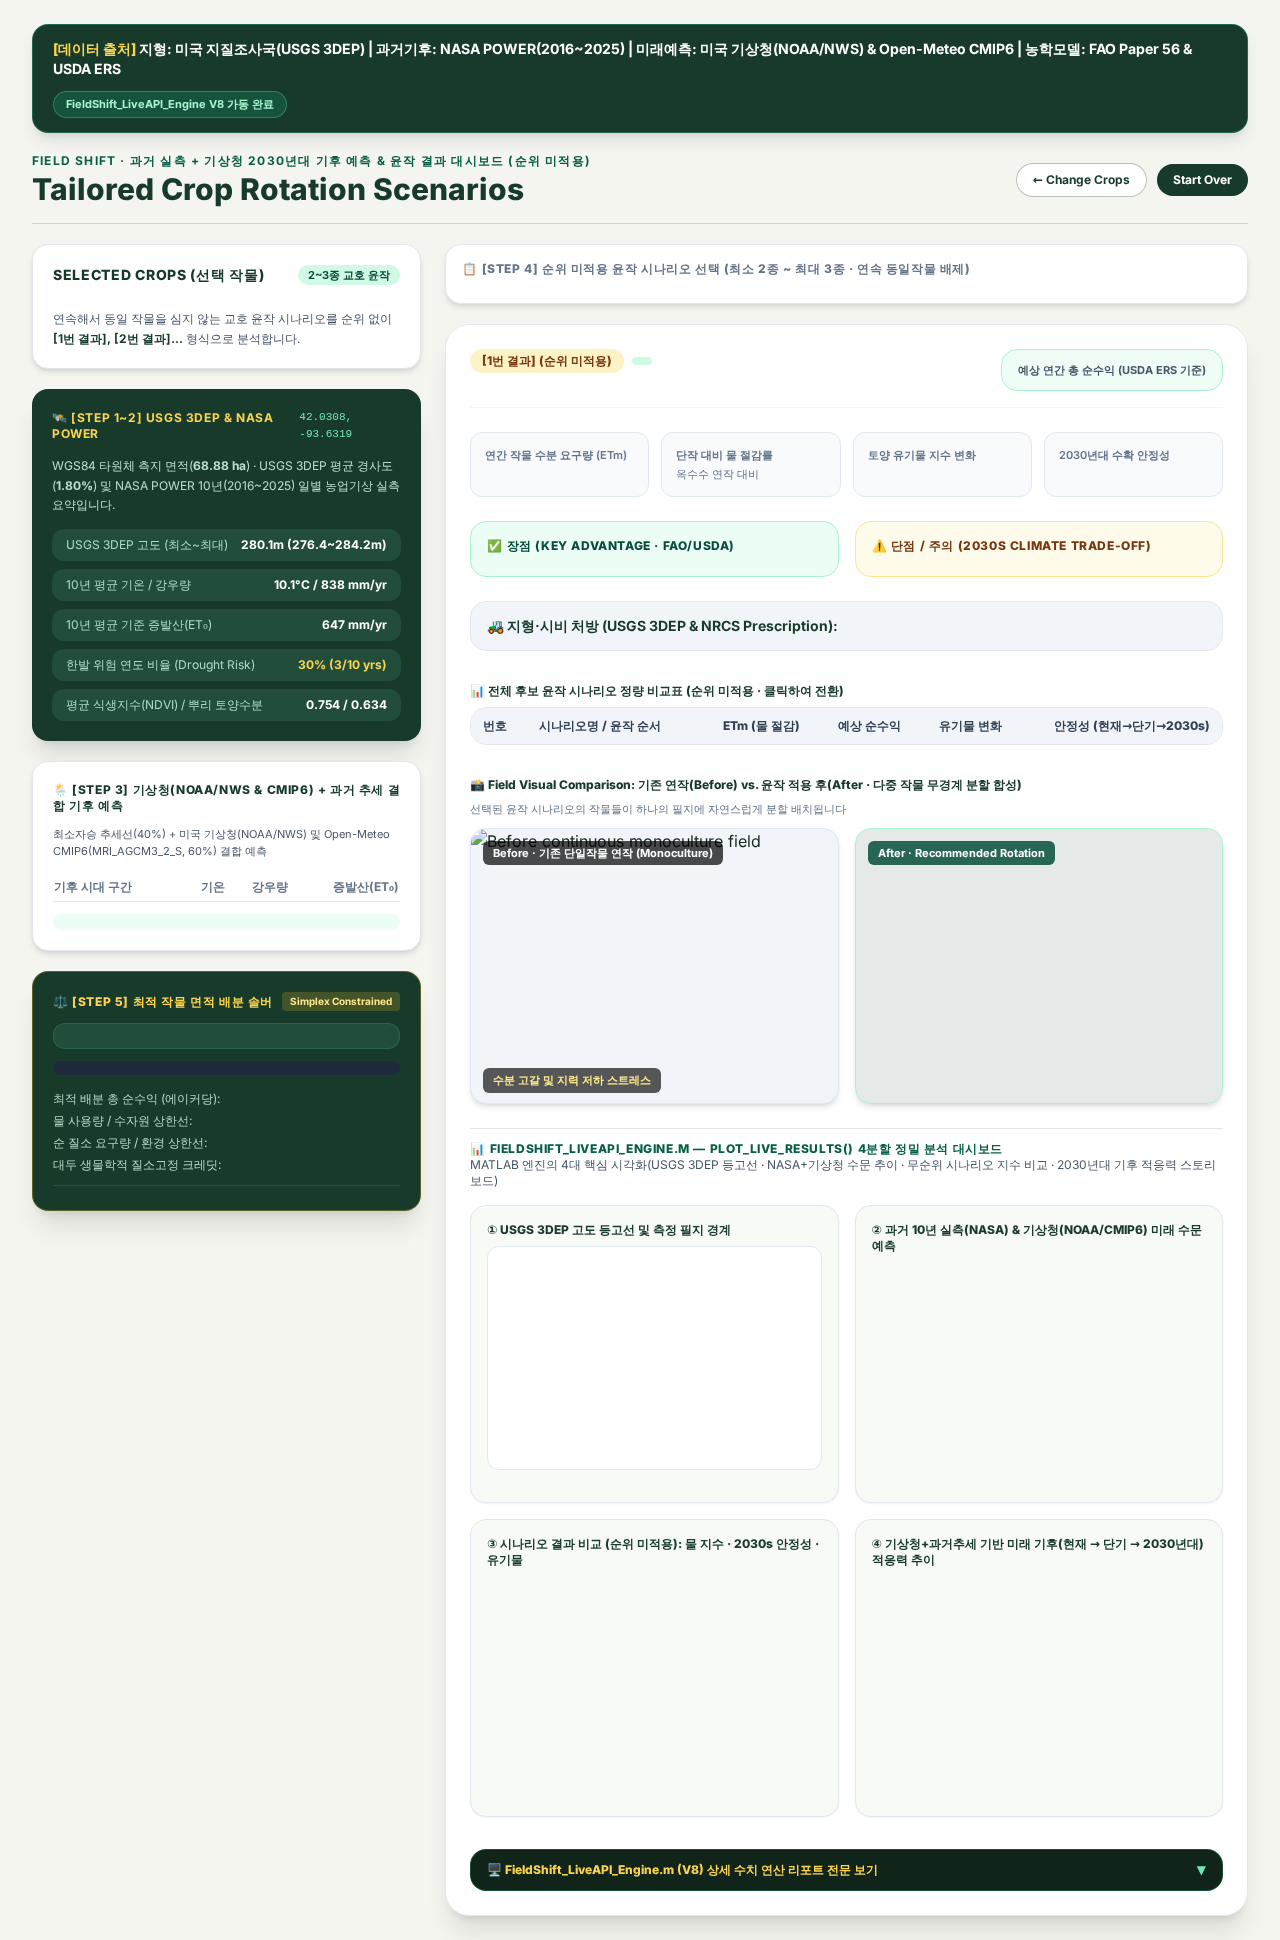 [데이터 출처] 지형: 미국 지질조사국(USGS 3DEP) | 과거기후: NASA POWER(2016~2025) | 미래예측: 미국 기상청(NOAA/NWS) & Open-Meteo CMIP6 | 농학모델: FAO Paper 56 &
USDA ERS
FieldShift_LiveAPI_Engine V8 가동 완료
FIELD SHIFT · 과거 실측 + 기상청 2030년대 기후 예측 & 윤작 결과 대시보드 (순위 미적용)
Tailored Crop Rotation Scenarios
← Change Crops
Start Over
SELECTED CROPS (선택 작물)
2~3종 교호 윤작
연속해서 동일 작물을 심지 않는 교호 윤작 시나리오를 순위 없이
[1번 결과], [2번 결과]... 형식으로 분석합니다.
🛰️ [STEP 1~2] USGS 3DEP & NASA
POWER
42.0308,
-93.6319
WGS84 타원체 측지 면적(68.88 ha) · USGS 3DEP 평균 경사도
(1.80%) 및 NASA POWER 10년(2016~2025) 일별 농업기상 실측
요약입니다.
USGS 3DEP 고도 (최소~최대)
280.1m (276.4~284.2m)
10년 평균 기온 / 강우량
10.1°C / 838 mm/yr
10년 평균 기준 증발산(ET₀)
647 mm/yr
한발 위험 연도 비율 (Drought Risk)
30% (3/10 yrs)
평균 식생지수(NDVI) / 뿌리 토양수분
0.754 / 0.634
🌦️ [STEP 3] 기상청(NOAA/NWS & CMIP6) + 과거 추세 결
합 기후 예측
최소자승 추세선(40%) + 미국 기상청(NOAA/NWS) 및 Open-Meteo
CMIP6(MRI_AGCM3_2_S, 60%) 결합 예측
기후 시대 구간
기온
강우량
증발산(ET₀)
⚖️ [STEP 5] 최적 작물 면적 배분 솔버
Simplex Constrained
최적 배분 총 순수익 (에이커당):
물 사용량 / 수자원 상한선:
순 질소 요구량 / 환경 상한선:
대두 생물학적 질소고정 크레딧:
📋 [STEP 4] 순위 미적용 윤작 시나리오 선택 (최소 2종 ~ 최대 3종 · 연속 동일작물 배제)
[1번 결과] (순위 미적용)
예상 연간 총 순수익 (USDA ERS 기준)
연간 작물 수분 요구량 (ETm)
단작 대비 물 절감률
옥수수 연작 대비
토양 유기물 지수 변화
2030년대 수확 안정성
✅ 장점 (KEY ADVANTAGE · FAO/USDA)
⚠️ 단점 / 주의 (2030S CLIMATE TRADE-OFF)
🚜 지형·시비 처방 (USGS 3DEP & NRCS Prescription):
📊 전체 후보 윤작 시나리오 정량 비교표 (순위 미적용 · 클릭하여 전환)
번호
시나리오명 / 윤작 순서
ETm (물 절감)
예상 순수익
유기물 변화
안정성 (현재→단기→2030s)
📸 Field Visual Comparison: 기존 연작(Before) vs. 윤작 적용 후(After · 다중 작물 무경계 분할 합성)
선택된 윤작 시나리오의 작물들이 하나의 필지에 자연스럽게 분할 배치됩니다
Before continuous monoculture field
Before · 기존 단일작물 연작 (Monoculture)
After · Recommended Rotation
수분 고갈 및 지력 저하 스트레스
📊 FIELDSHIFT_LIVEAPI_ENGINE.M — PLOT_LIVE_RESULTS() 4분할 정밀 분석 대시보드
MATLAB 엔진의 4대 핵심 시각화(USGS 3DEP 등고선 · NASA+기상청 수문 추이 · 무순위 시나리오 지수 비교 · 2030년대 기후 적응력 스토리
보드)
① USGS 3DEP 고도 등고선 및 측정 필지 경계
② 과거 10년 실측(NASA) & 기상청(NOAA/CMIP6) 미래 수문
예측
③ 시나리오 결과 비교 (순위 미적용): 물 지수 · 2030s 안정성 ·
유기물
④ 기상청+과거추세 기반 미래 기후(현재 → 단기 → 2030년대)
적응력 추이
🖥️ FieldShift_LiveAPI_Engine.m (V8) 상세 수치 연산 리포트 전문 보기
▼